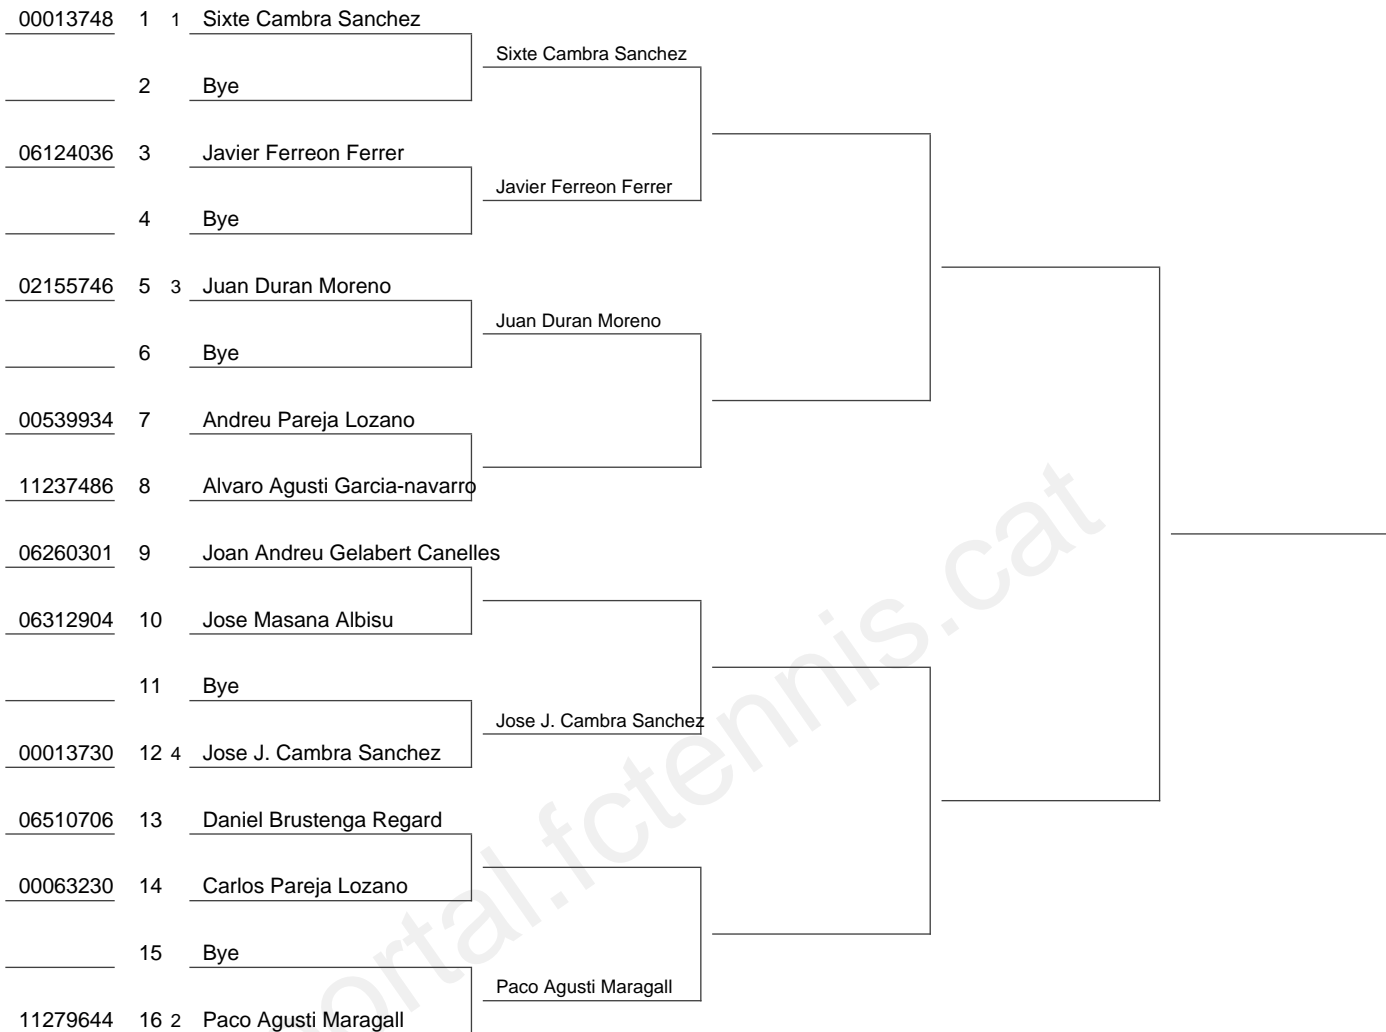 00013748 1 1 Sixte Cambra Sanchez
Sixte Cambra Sanchez
2 Bye
06124036 3 Javier Ferreon Ferrer
Javier Ferreon Ferrer
4 Bye
02155746 5 3 Juan Duran Moreno
Juan Duran Moreno
6 Bye
00539934 7 Andreu Pareja Lozano
11237486 8 Alvaro Agusti Garcia-navarro
06260301 9 Joan Andreu Gelabert Canelles
06312904 10 Jose Masana Albisu
11 Bye
Jose J. Cambra Sanchez
00013730 12 4 Jose J. Cambra Sanchez
06510706 13 Daniel Brustenga Regard
00063230 14 Carlos Pareja Lozano
15 Bye
Paco Agusti Maragall
11279644 16 2 Paco Agusti Maragall
ortal.fctennis.cat